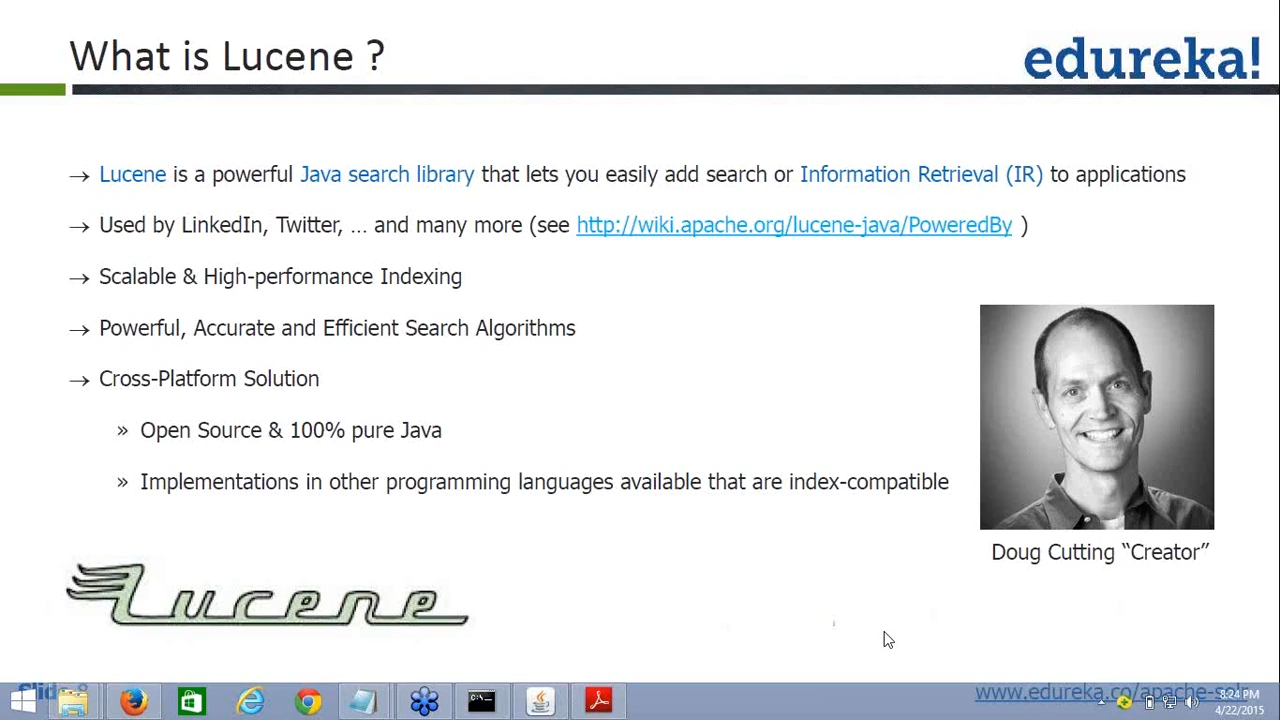 What is Lucene ?
edureka!
→ Lucene is a powerful Java search library that lets you easily add search or Information Retrieval (IR) to applications
→ Used by LinkedIn, Twitter, … and many more (see http://wiki.apache.org/lucene-java/PoweredBy )
→ Scalable & High-performance Indexing
→ Powerful, Accurate and Efficient Search Algorithms
→ Cross-Platform Solution
» Open Source & 100% pure Java
» Implementations in other programming languages available that are index-compatible
Doug Cutting “Creator”
Lucene
www.edureka.co/apache-solr
8:24 PM
4/22/2015